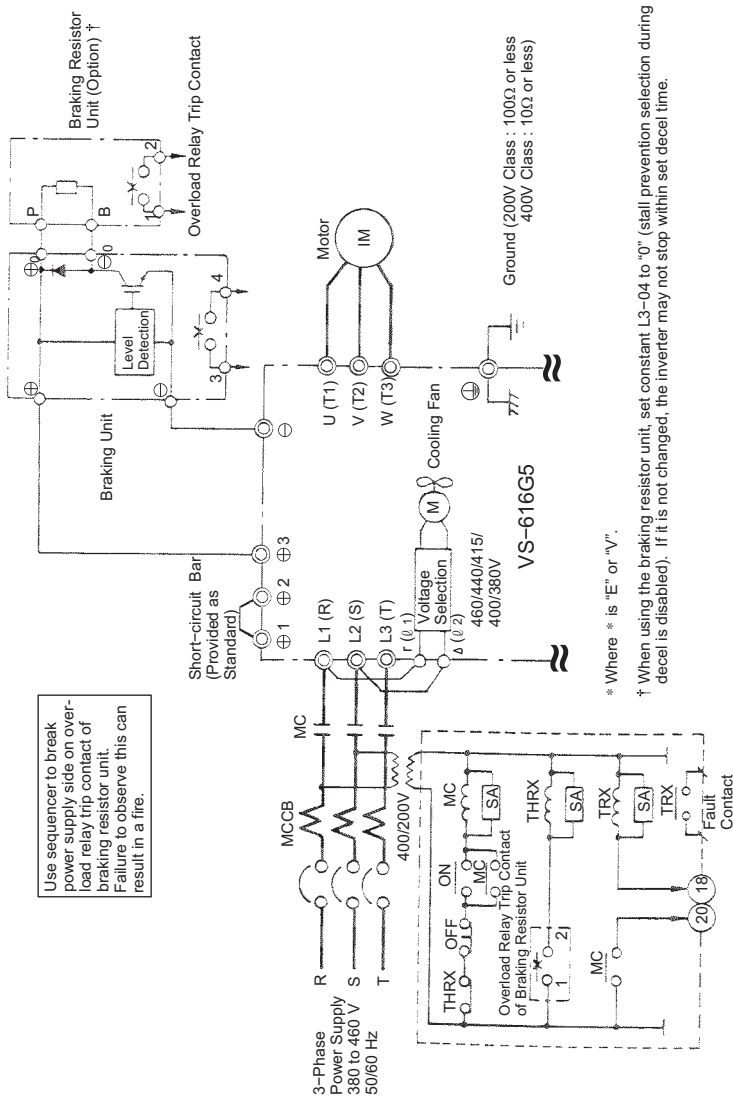 Use sequencer to break
power supply side on over-
load relay trip contact of
braking resistor unit.
Failure to observe this can
result in a fire.
Braking Resistor
Unit (Option) †
P
B
1
2
Overload Relay Trip Contact
⊕
⊕0
⊖
⊖0
Level
Detection
3
4
Braking Unit
Short−circuit Bar
(Provided as
Standard)
⊕1
⊕2
⊕3
⊖
3−Phase
Power Supply
380 to 460 V
50/60 Hz
R
S
T
MCCB
MC
L1 (R)
L2 (S)
L3 (T)
r (ℓ 1)
Δ (ℓ 2)
400/200V
Voltage
Selection
460/440/415/
400/380V
M
Cooling Fan
U (T1)
V (T2)
W (T3)
Motor
IM
Ground (200V Class : 100Ω or less
400V Class : 10Ω or less)
VS−616G5
THRX
OFF
ON
MC
MC
SA
Overload Relay Trip Contact
of Braking Resistor Unit
1
2
THRX
SA
MC
20
18
TRX
SA
TRX
Fault
Contact
* Where * is “E” or “V”.
† When using the braking resistor unit, set constant L3−04 to “0” (stall prevention selection during
decel is disabled). If it is not changed, the inverter may not stop within set decel time.